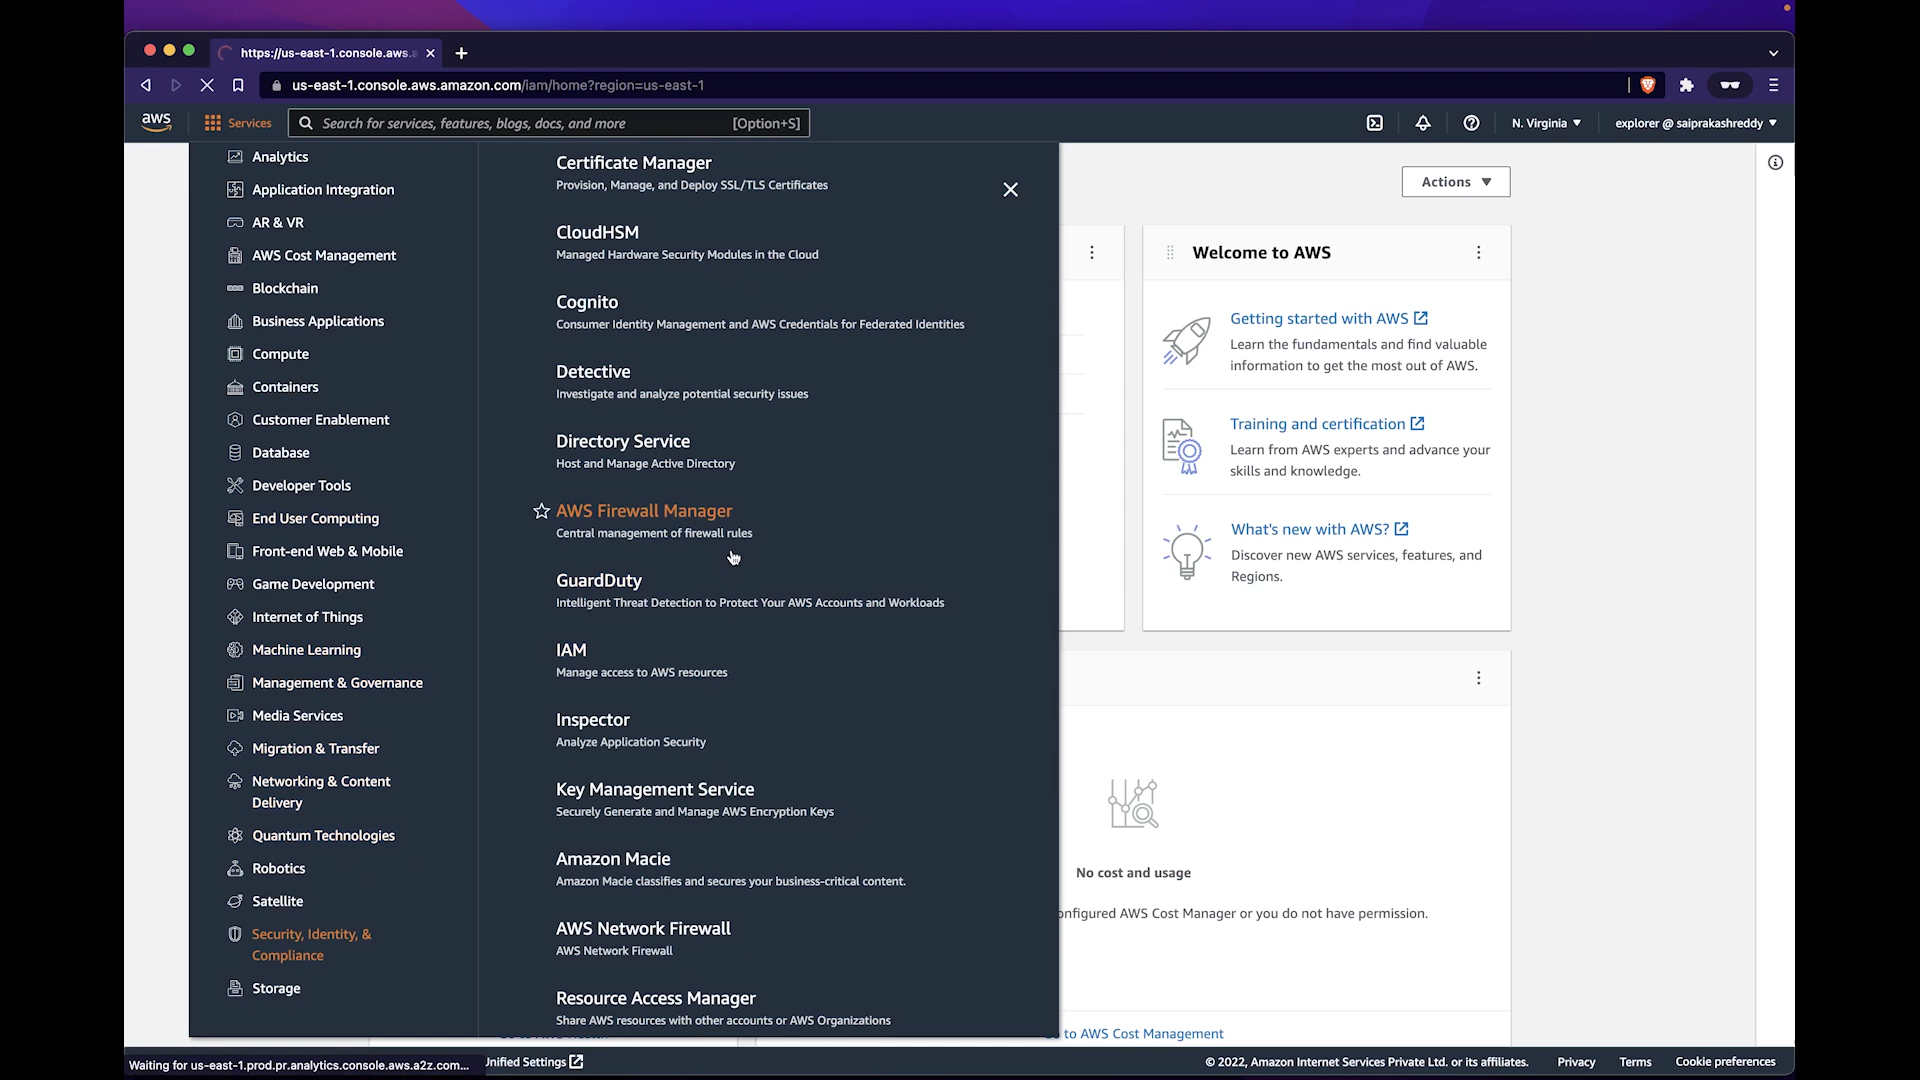 https://us-east-1.console.aws.a
us-east-1.console.aws.amazon.com/iam/home?region=us-east-1
aws
Services
Search for services, features, blogs, docs, and more
[Option+S]
N. Virginia
explorer @ saiprakashreddy
Analytics
Application Integration
AR & VR
AWS Cost Management
Blockchain
Business Applications
Compute
Containers
Customer Enablement
Database
Developer Tools
End User Computing
Front-end Web & Mobile
Game Development
Internet of Things
Machine Learning
Management & Governance
Media Services
Migration & Transfer
Networking & Content
Delivery
Quantum Technologies
Robotics
Satellite
Security, Identity, &
Compliance
Storage
Certificate Manager
Provision, Manage, and Deploy SSL/TLS Certificates
CloudHSM
Managed Hardware Security Modules in the Cloud
Cognito
Consumer Identity Management and AWS Credentials for Federated Identities
Detective
Investigate and analyze potential security issues
Directory Service
Host and Manage Active Directory
AWS Firewall Manager
Central management of firewall rules
GuardDuty
Intelligent Threat Detection to Protect Your AWS Accounts and Workloads
IAM
Manage access to AWS resources
Inspector
Analyze Application Security
Key Management Service
Securely Generate and Manage AWS Encryption Keys
Amazon Macie
Amazon Macie classifies and secures your business-critical content.
AWS Network Firewall
AWS Network Firewall
Resource Access Manager
Share AWS resources with other accounts or AWS Organizations
Actions
Welcome to AWS
Getting started with AWS
Learn the fundamentals and find valuable
information to get the most out of AWS.
Training and certification
Learn from AWS experts and advance your
skills and knowledge.
What's new with AWS?
Discover new AWS services, features, and
Regions.
No cost and usage
onfigured AWS Cost Manager or you do not have permission.
to AWS Cost Management
Waiting for us-east-1.prod.pr.analytics.console.aws.a2z.com...
Unified Settings
© 2022, Amazon Internet Services Private Ltd. or its affiliates.
Privacy
Terms
Cookie preferences